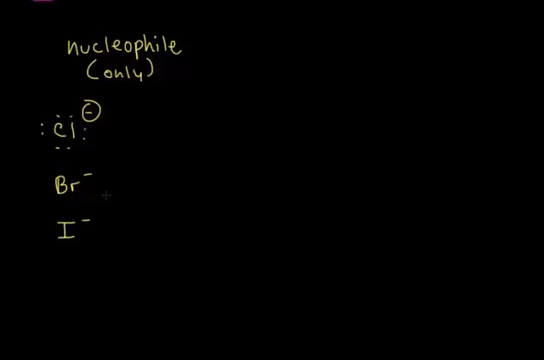 nucleophile
(only)
:Cl: ⊖
Br⁻
I⁻